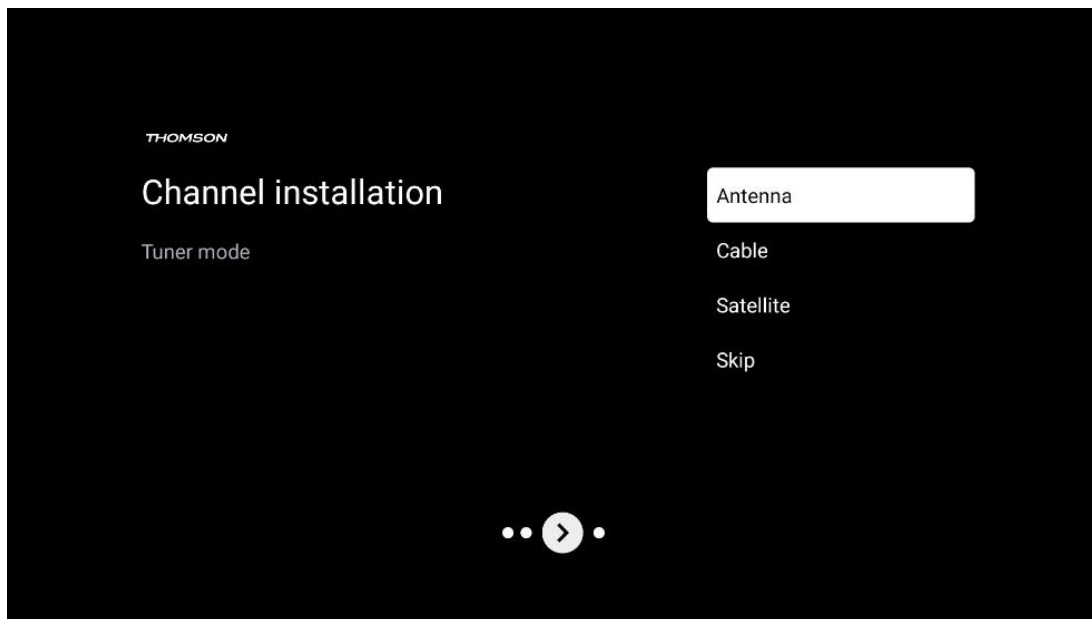 THOMSON
Channel installation
Tuner mode
Antenna
Cable
Satellite
Skip